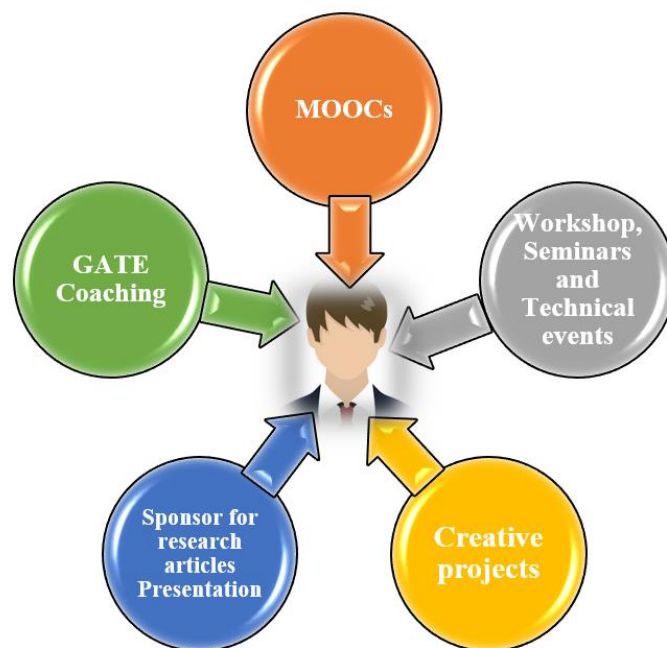 MOOCs
Workshop,
Seminars
and
Technical
events
GATE
Coaching
Sponsor for
research
articles
Presentation
Creative
projects